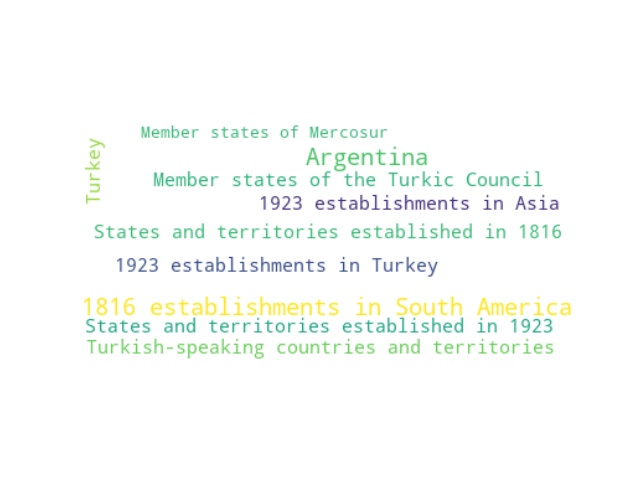 Member states of Mercosur
Turkey
Argentina
Member states of the Turkic Council
1923 establishments in Asia
States and territories established in 1816
1923 establishments in Turkey
1816 establishments in South America
States and territories established in 1923
Turkish-speaking countries and territories